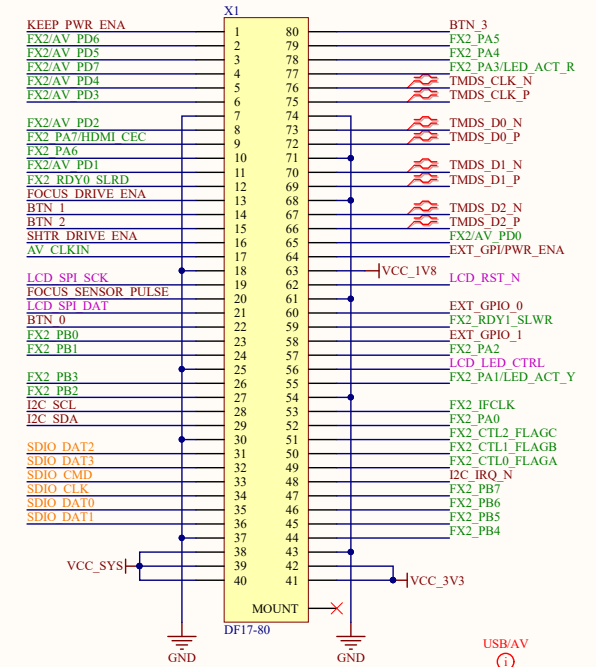 X1
KEEP_PWR_ENA 1 80 BTN_3
FX2/AV_PD6 2 79 FX2_PA5
FX2/AV_PD5 3 78 FX2_PA4
FX2/AV_PD7 4 77 FX2_PA3/LED_ACT_R
FX2/AV_PD4 5 76 TMDS_CLK_N
FX2/AV_PD3 6 75 TMDS_CLK_P
7 74
FX2/AV_PD2 8 73 TMDS_D0_N
FX2_PA7/HDMI_CEC 9 72 TMDS_D0_P
FX2_PA6 10 71
FX2/AV_PD1 11 70 TMDS_D1_N
FX2_RDY0_SLRD 12 69 TMDS_D1_P
FOCUS_DRIVE_ENA 13 68
BTN_1 14 67 TMDS_D2_N
BTN_2 15 66 TMDS_D2_P
SHTR_DRIVE_ENA 16 65 FX2/AV_PD0
AV_CLKIN 17 64 EXT_GPI/PWR_ENA
18 63 VCC_1V8
LCD_SPI_SCK 19 62 LCD_RST_N
FOCUS_SENSOR_PULSE 20 61
LCD_SPI_DAT 21 60 EXT_GPIO_0
BTN_0 22 59 FX2_RDY1_SLWR
FX2_PB0 23 58 EXT_GPIO_1
FX2_PB1 24 57 FX2_PA2
25 56 LCD_LED_CTRL
FX2_PB3 26 55 FX2_PA1/LED_ACT_Y
FX2_PB2 27 54
I2C_SCL 28 53 FX2_IFCLK
I2C_SDA 29 52 FX2_PA0
30 51 FX2_CTL2_FLAGC
SDIO_DAT2 31 50 FX2_CTL1_FLAGB
SDIO_DAT3 32 49 FX2_CTL0_FLAGA
SDIO_CMD 33 48 I2C_IRQ_N
SDIO_CLK 34 47 FX2_PB7
SDIO_DAT0 35 46 FX2_PB6
SDIO_DAT1 36 45 FX2_PB5
37 44 FX2_PB4
38 43
VCC_SYS 39 42
40 41 VCC_3V3
MOUNT
DF17-80
GND GND
USB/AV
i